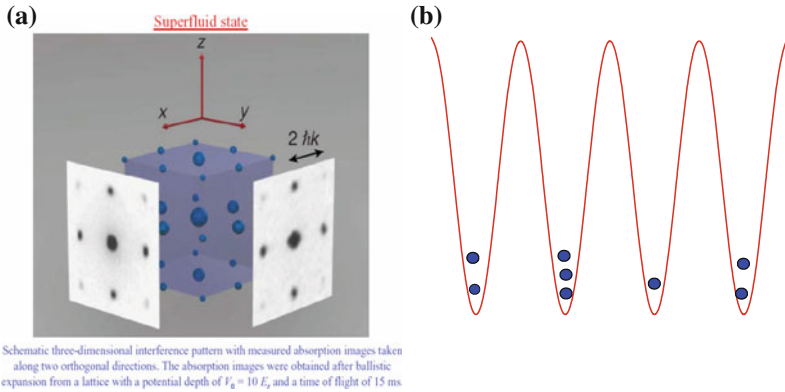 (a)
Superfluid state
z
x
y
2 ħk
Schematic three-dimensional interference pattern with measured absorption images taken
along two orthogonal directions. The absorption images were obtained after ballistic
expansion from a lattice with a potential depth of V₀ = 10 Eᵣ and a time of flight of 15 ms
(b)